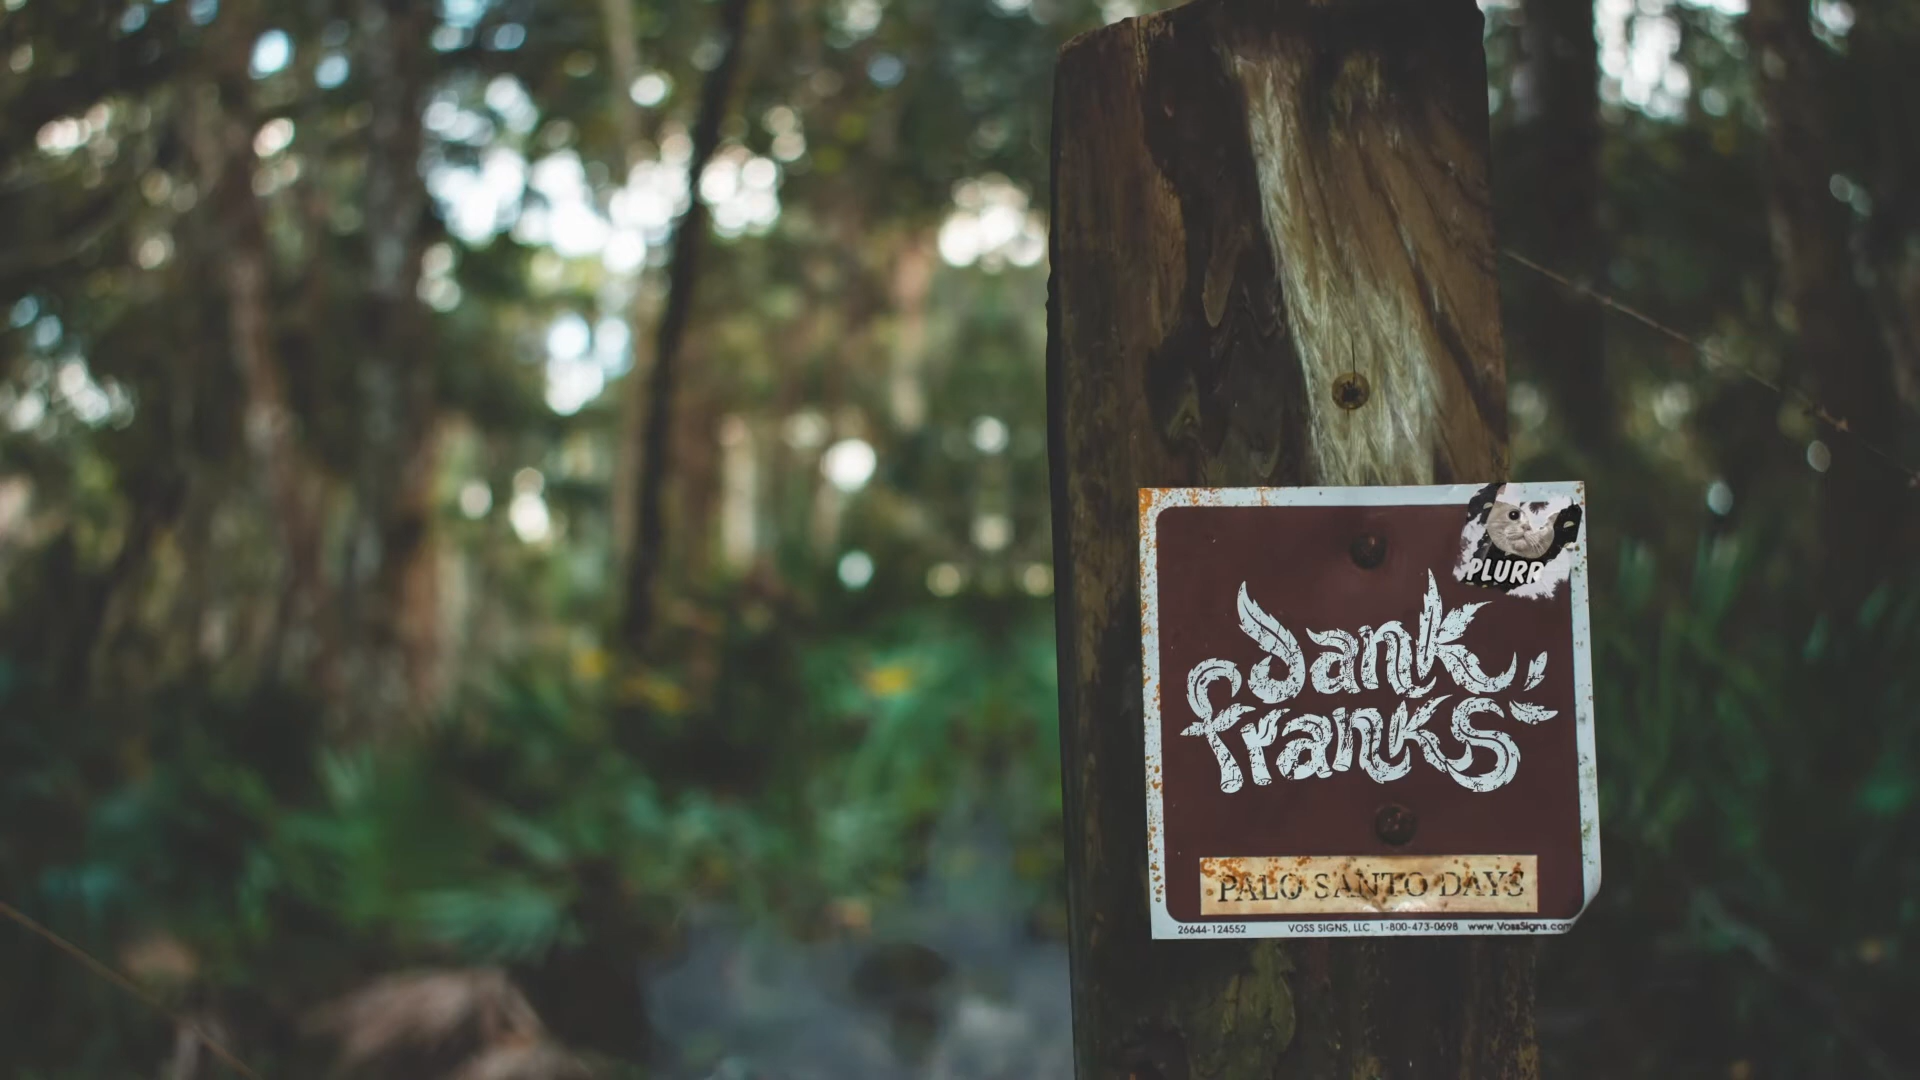 PLURR
dank
franks
PALO SANTO DAYS
26644-124552 VOSS SIGNS, LLC 1-800-473-0698 www.VossSigns.com